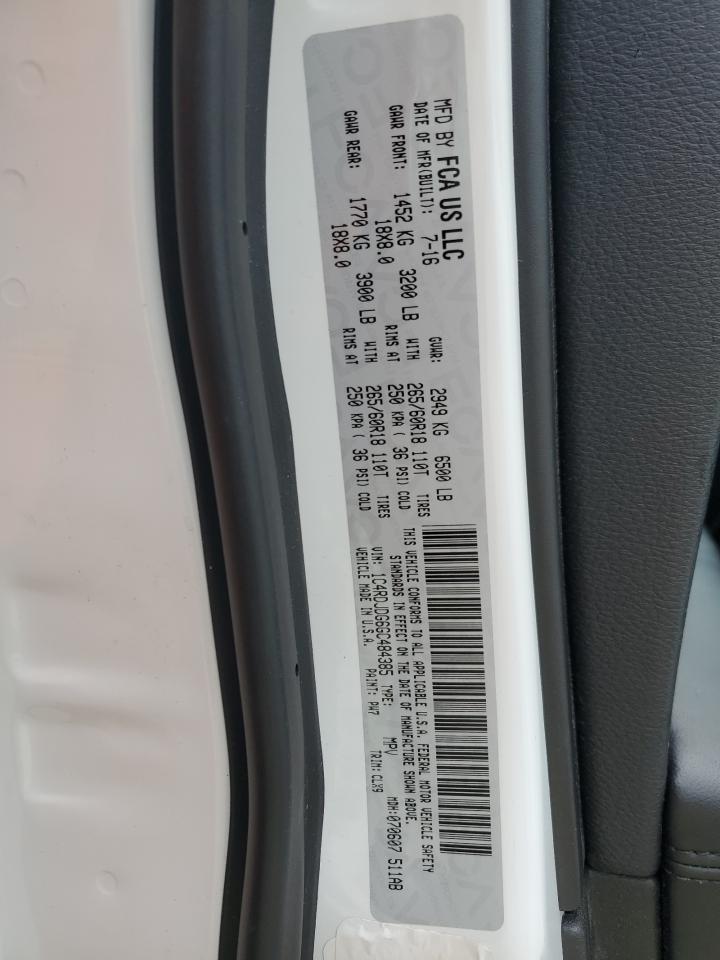 MFD BY FCA US LLC
DATE OF MFR(BUILT): 7-16 GVWR: 2949 KG 6500 LB
GAWR FRONT: 1452 KG 3200 LB WITH 265/60R18 110T TIRES
18X8.0 RIMS AT 250 KPA ( 36 PSI) COLD
GAWR REAR: 1770 KG 3900 LB WITH 265/60R18 110T TIRES
18X8.0 RIMS AT 250 KPA ( 36 PSI) COLD
THIS VEHICLE CONFORMS TO ALL APPLICABLE U.S.A. FEDERAL MOTOR VEHICLE SAFETY
STANDARDS IN EFFECT ON THE DATE OF MANUFACTURE SHOWN ABOVE.
VIN: 1C4RDJDG6GC484385 TYPE: MPV MDH:070607 511AB
VEHICLE MADE IN U.S.A. PAINT: PW7 TRIM: CLX9